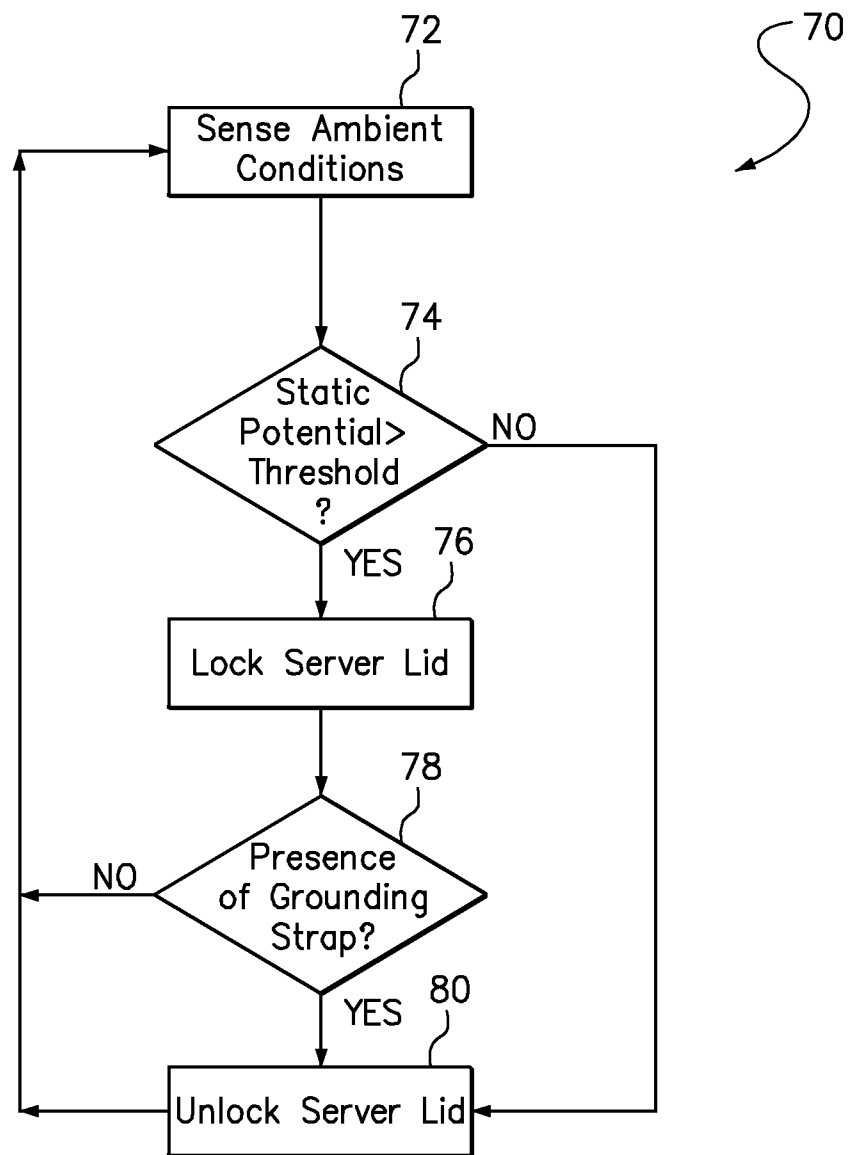 70
72
Sense Ambient
Conditions
74
Static
Potential>
Threshold
?
NO
YES
76
Lock Server Lid
78
Presence
of Grounding
Strap?
NO
YES
80
Unlock Server Lid